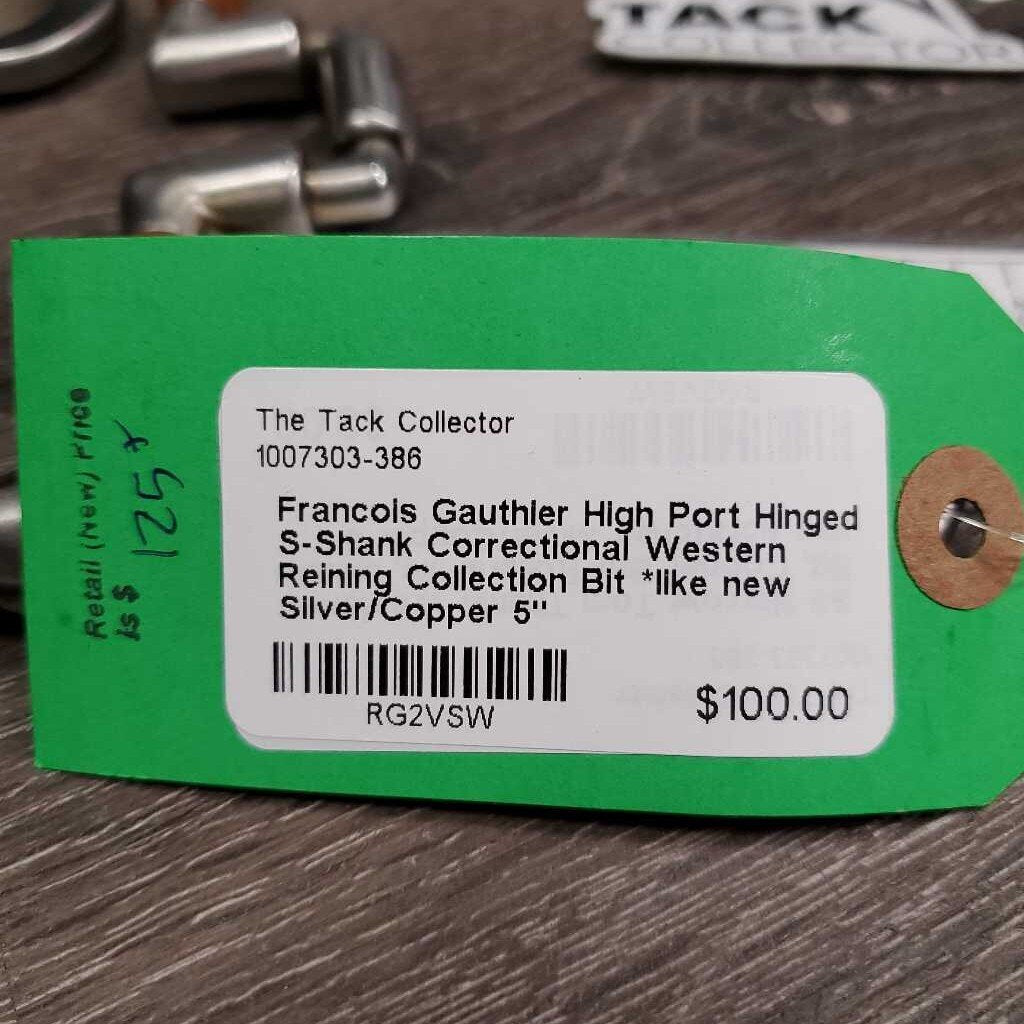 TACK
COLLECTOR
Retail (New) Price
is $ 125 *
The Tack Collector
1007303-386
Francois Gauthier High Port Hinged
S-Shank Correctional Western
Reining Collection Bit *like new
Silver/Copper 5"
RG2VSW
$100.00